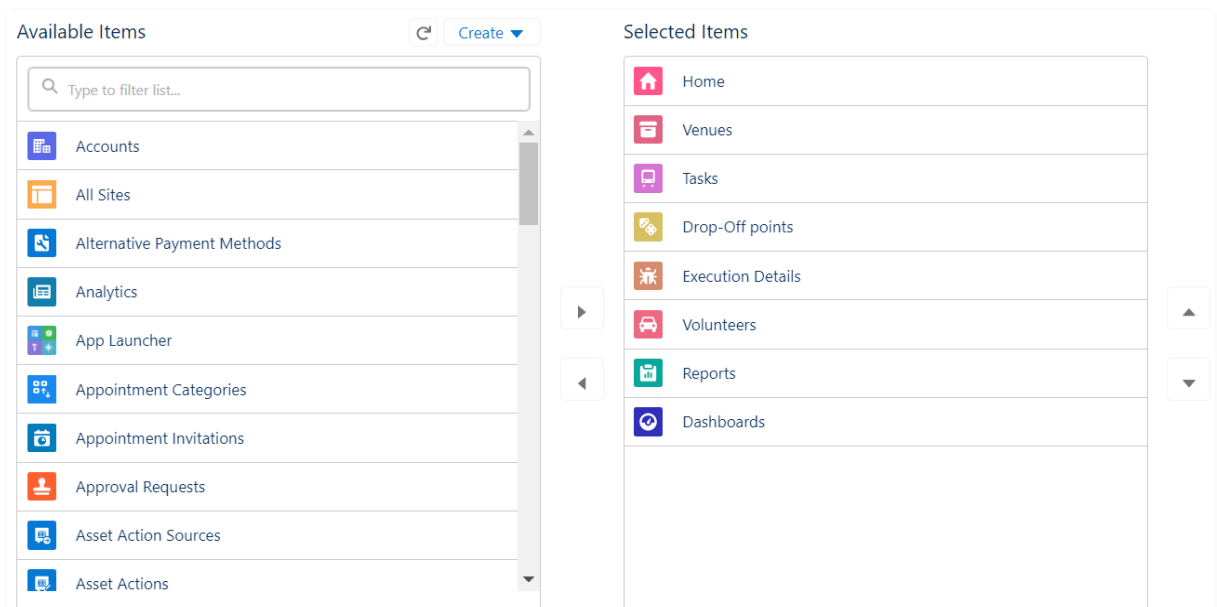 Available Items
Create
Type to filter list...
Accounts
All Sites
Alternative Payment Methods
Analytics
App Launcher
Appointment Categories
Appointment Invitations
Approval Requests
Asset Action Sources
Asset Actions
Selected Items
Home
Venues
Tasks
Drop-Off points
Execution Details
Volunteers
Reports
Dashboards